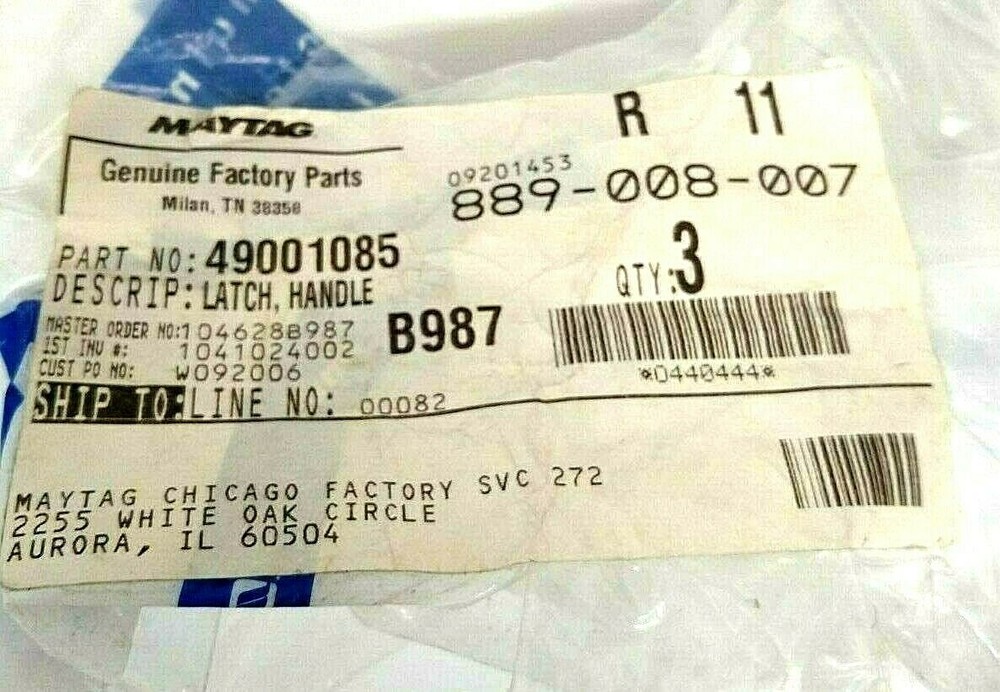 MAYTAG
Genuine Factory Parts
Milan, TN 38358
R 11
09201453
889-008-007
PART NO: 49001085
DESCRIP: LATCH, HANDLE
QTY: 3
MASTER ORDER NO: 104628B987
B987
1ST INV #: 1041024002
CUST PO NO: W092006
*0440444*
SHIP TO: LINE NO: 00082
MAYTAG CHICAGO FACTORY SVC 272
2255 WHITE OAK CIRCLE
AURORA, IL 60504